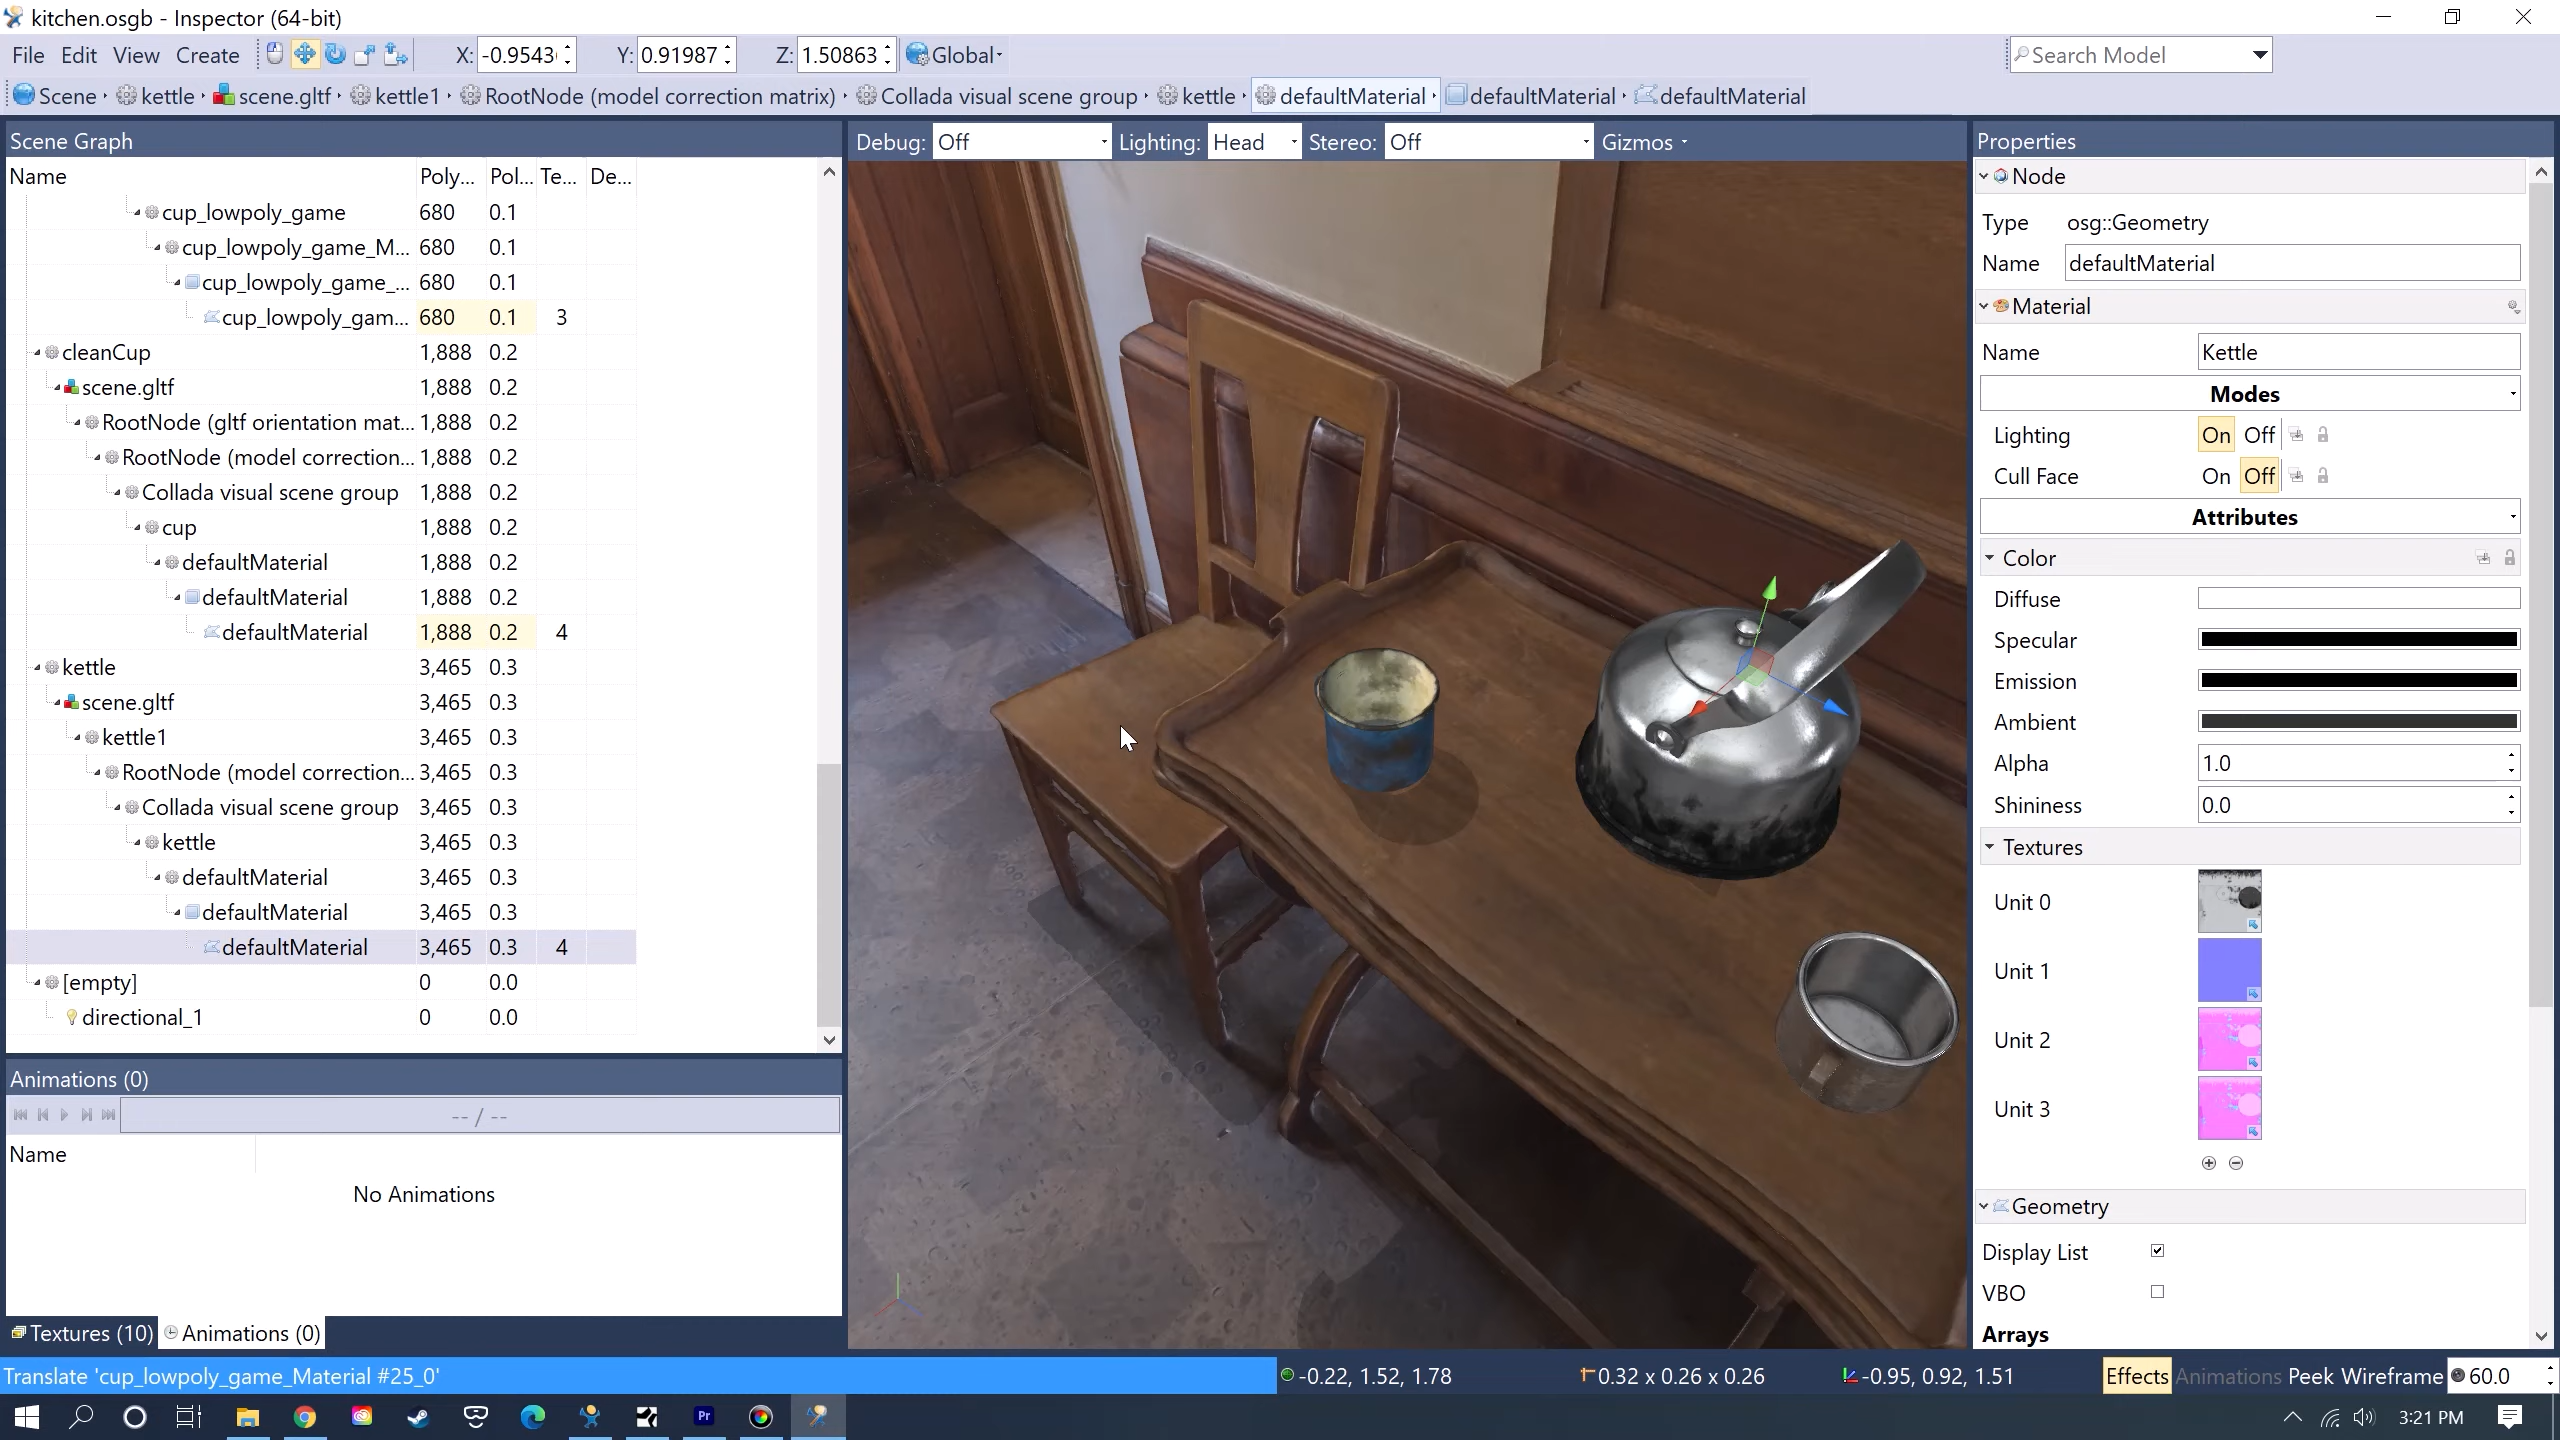 kitchen.osgb - Inspector (64-bit)
File Edit View Create X: -0.9543 Y: 0.91987 Z: 1.50863 Global Search Model
Scene kettle scene.gltf kettle1 RootNode (model correction matrix) Collada visual scene group kettle defaultMaterial defaultMaterial defaultMaterial
Scene Graph
Name Poly... Pol... Te... De...
cup_lowpoly_game 680 0.1
cup_lowpoly_game_M... 680 0.1
cup_lowpoly_game_... 680 0.1
cup_lowpoly_gam... 680 0.1 3
cleanCup 1,888 0.2
scene.gltf 1,888 0.2
RootNode (gltf orientation mat... 1,888 0.2
RootNode (model correction... 1,888 0.2
Collada visual scene group 1,888 0.2
cup 1,888 0.2
defaultMaterial 1,888 0.2
defaultMaterial 1,888 0.2
defaultMaterial 1,888 0.2 4
kettle 3,465 0.3
scene.gltf 3,465 0.3
kettle1 3,465 0.3
RootNode (model correction... 3,465 0.3
Collada visual scene group 3,465 0.3
kettle 3,465 0.3
defaultMaterial 3,465 0.3
defaultMaterial 3,465 0.3
defaultMaterial 3,465 0.3 4
[empty] 0 0.0
directional_1 0 0.0
Animations (0)
-- / --
Name
No Animations
Textures (10) Animations (0)
Debug: Off Lighting: Head Stereo: Off Gizmos
Properties
Node
Type osg::Geometry
Name defaultMaterial
Material
Name Kettle
Modes
Lighting On Off
Cull Face On Off
Attributes
Color
Diffuse
Specular
Emission
Ambient
Alpha 1.0
Shininess 0.0
Textures
Unit 0
Unit 1
Unit 2
Unit 3
Geometry
Display List
VBO
Arrays
Translate 'cup_lowpoly_game_Material #25_0' -0.22, 1.52, 1.78 0.32 x 0.26 x 0.26 -0.95, 0.92, 1.51 Effects Animations Peek Wireframe 60.0
Pr 3:21 PM